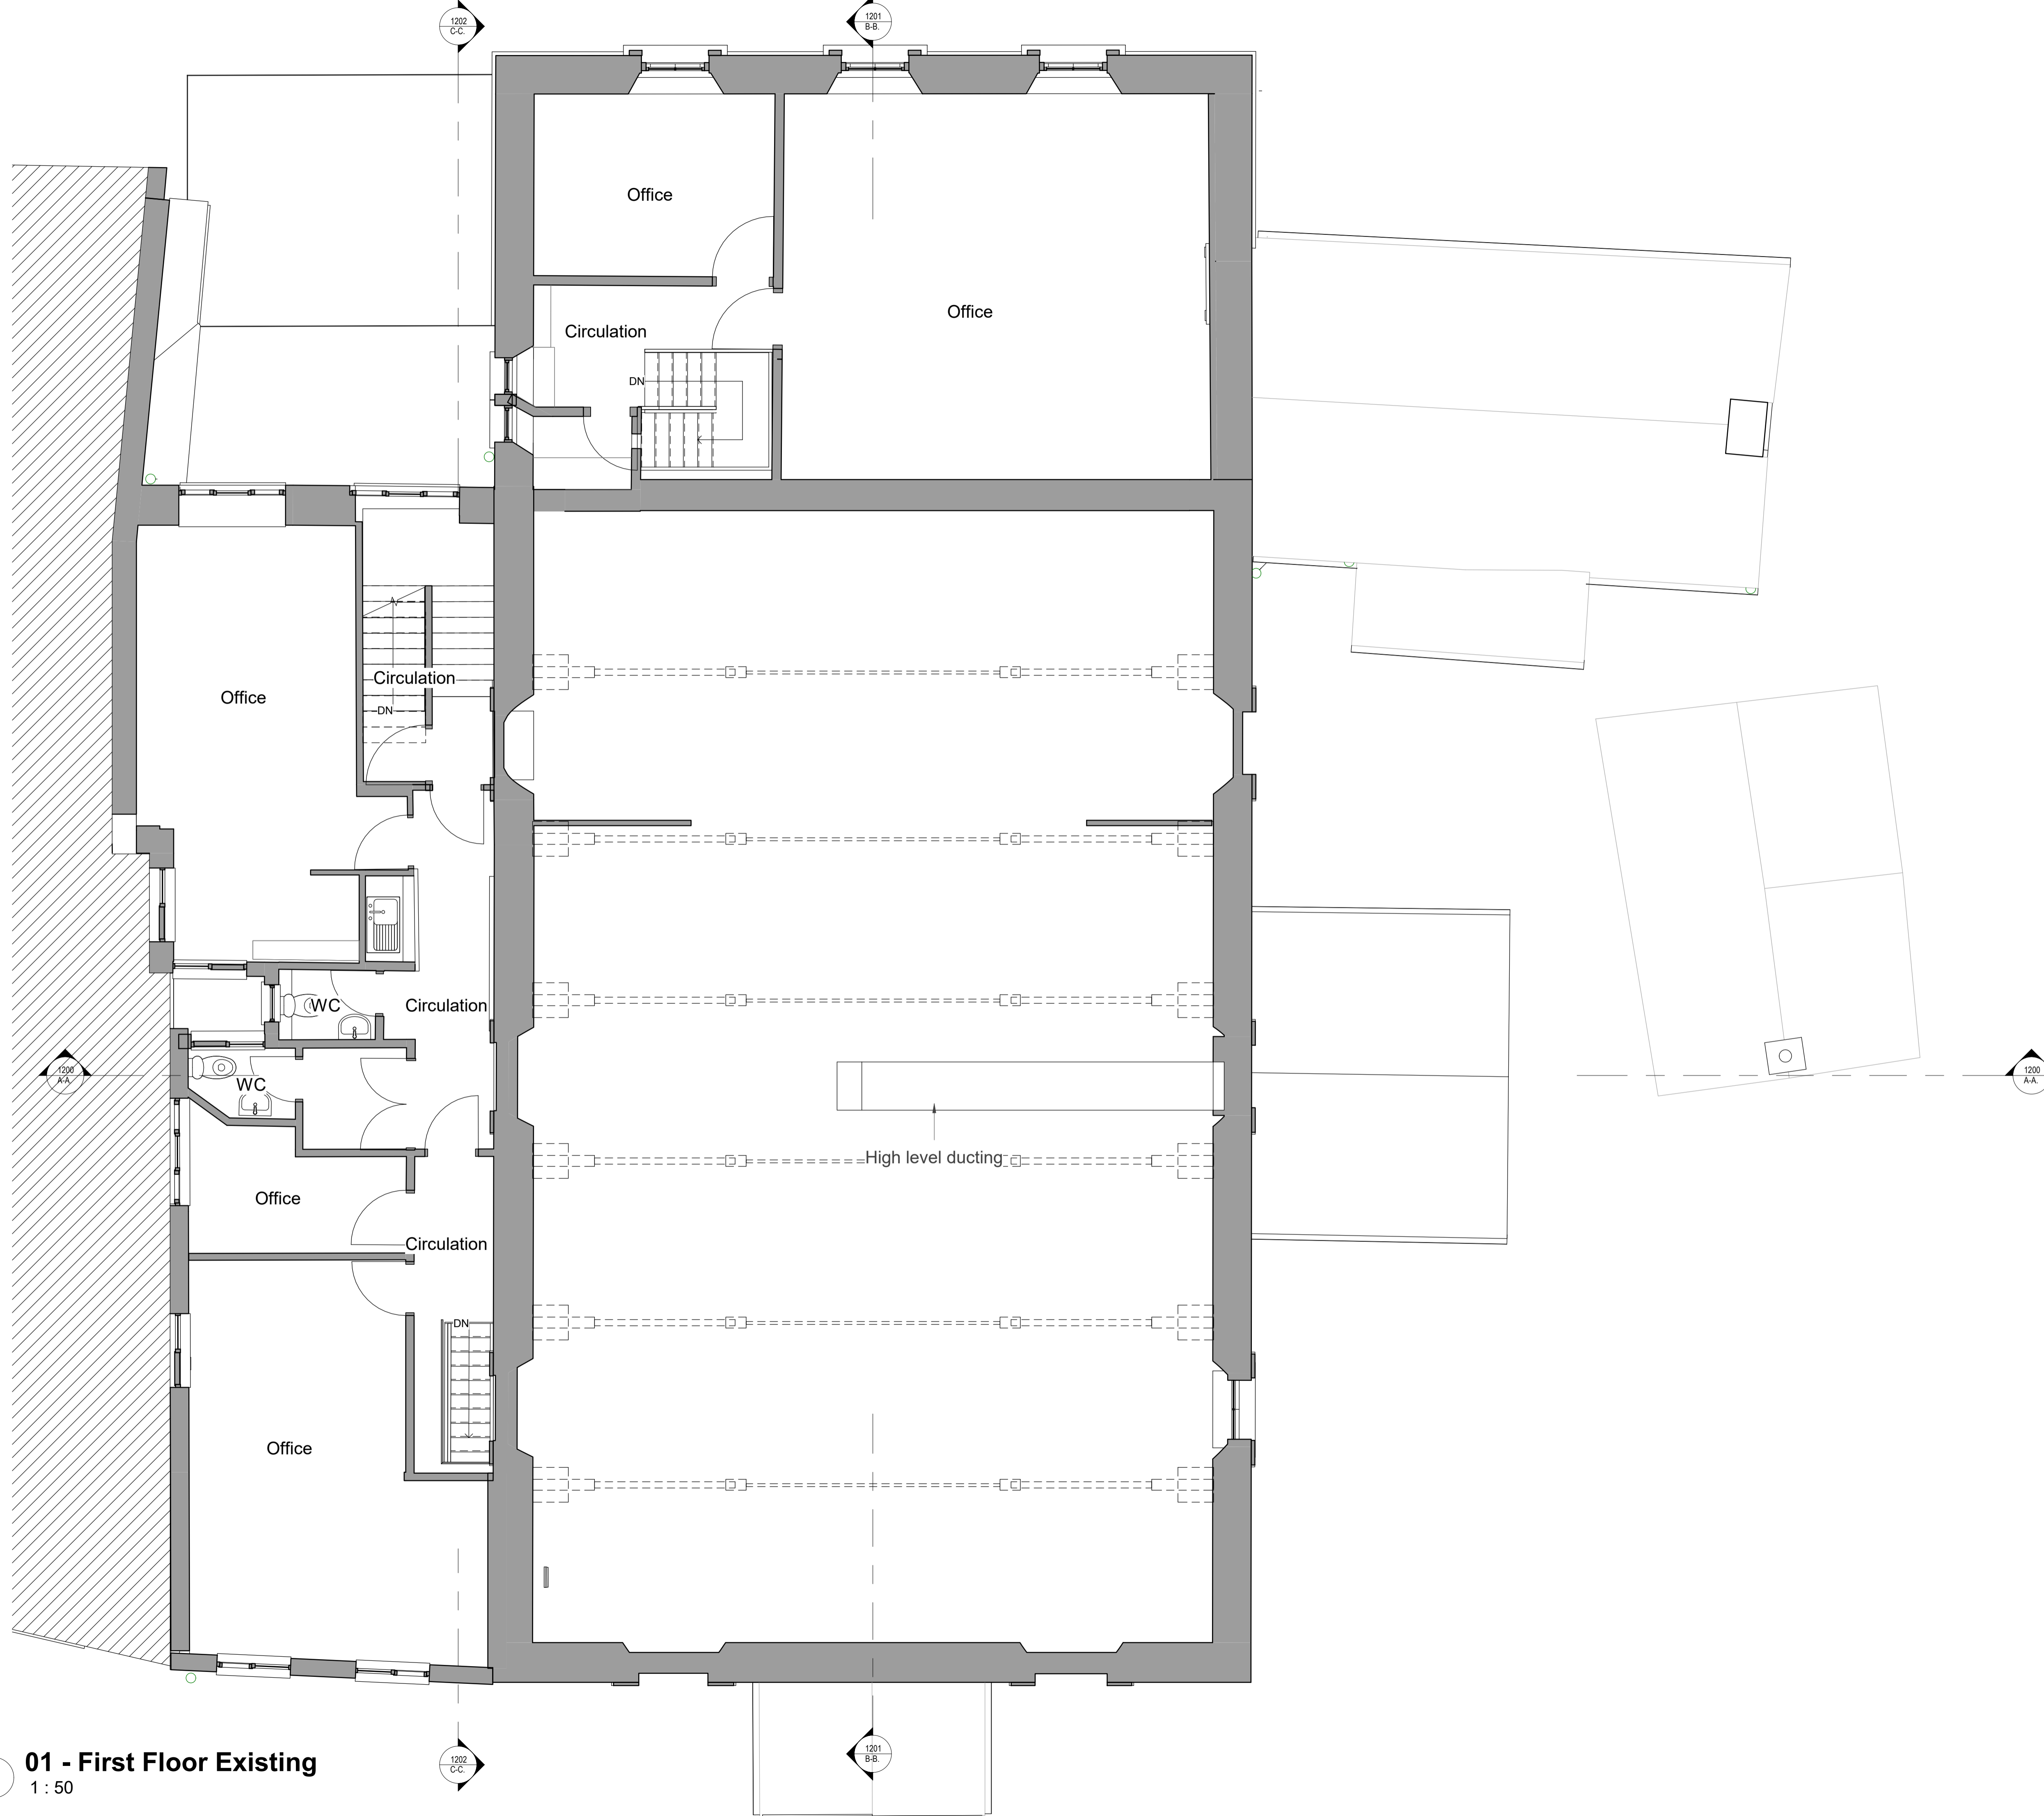 1202
C-C.
1201
B-B.
Office
Office
Circulation
DN
Office
Circulation
DN
WC
Circulation
1200
A-A.
WC
1200
A-A.
High level ducting
Office
Circulation
DN
Office
1202
C-C.
1201
B-B.
01 - First Floor Existing
1 : 50